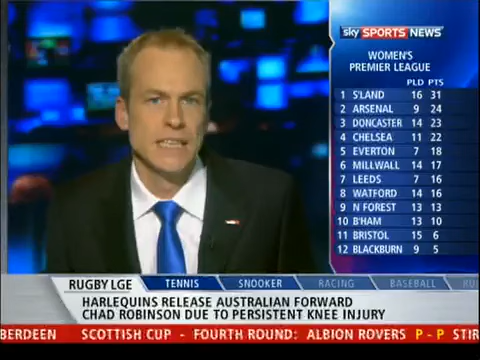 sky SPORTS NEWS
WOMEN'S
PREMIER LEAGUE
PLD PTS
1 S'LAND 16 31
2 ARSENAL 9 24
3 DONCASTER 14 23
4 CHELSEA 11 22
5 EVERTON 7 18
6 MILLWALL 14 17
7 LEEDS 7 16
8 WATFORD 14 16
9 N FOREST 13 13
10 B'HAM 13 10
11 BRISTOL 15 6
12 BLACKBURN 9 5
RUGBY LGE TENNIS SNOOKER RACING BASEBALL RU
HARLEQUINS RELEASE AUSTRALIAN FORWARD
CHAD ROBINSON DUE TO PERSISTENT KNEE INJURY
BERDEEN SCOTTISH CUP - FOURTH ROUND: ALBION ROVERS P - P STIR